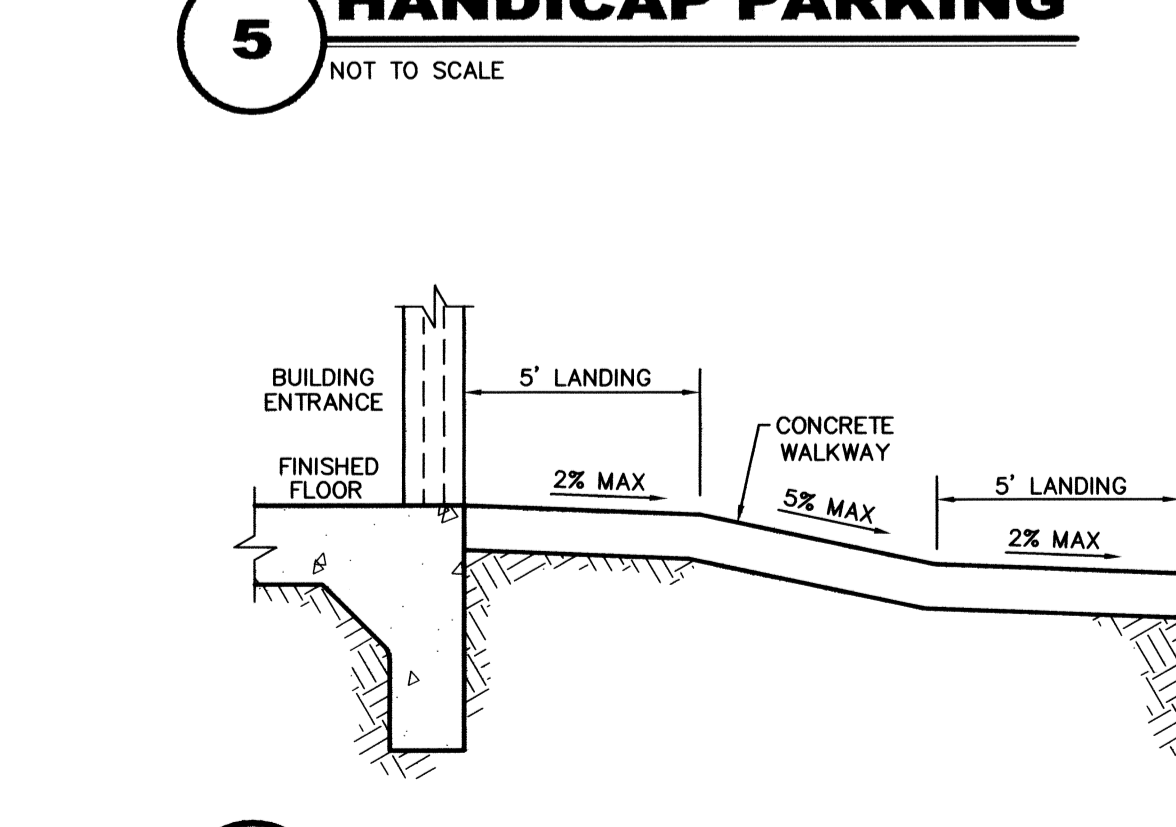 HANDICAP PARKING
5
NOT TO SCALE
BUILDING
ENTRANCE
5' LANDING
CONCRETE
WALKWAY
FINISHED
FLOOR
2% MAX
5% MAX
5' LANDING
2% MAX